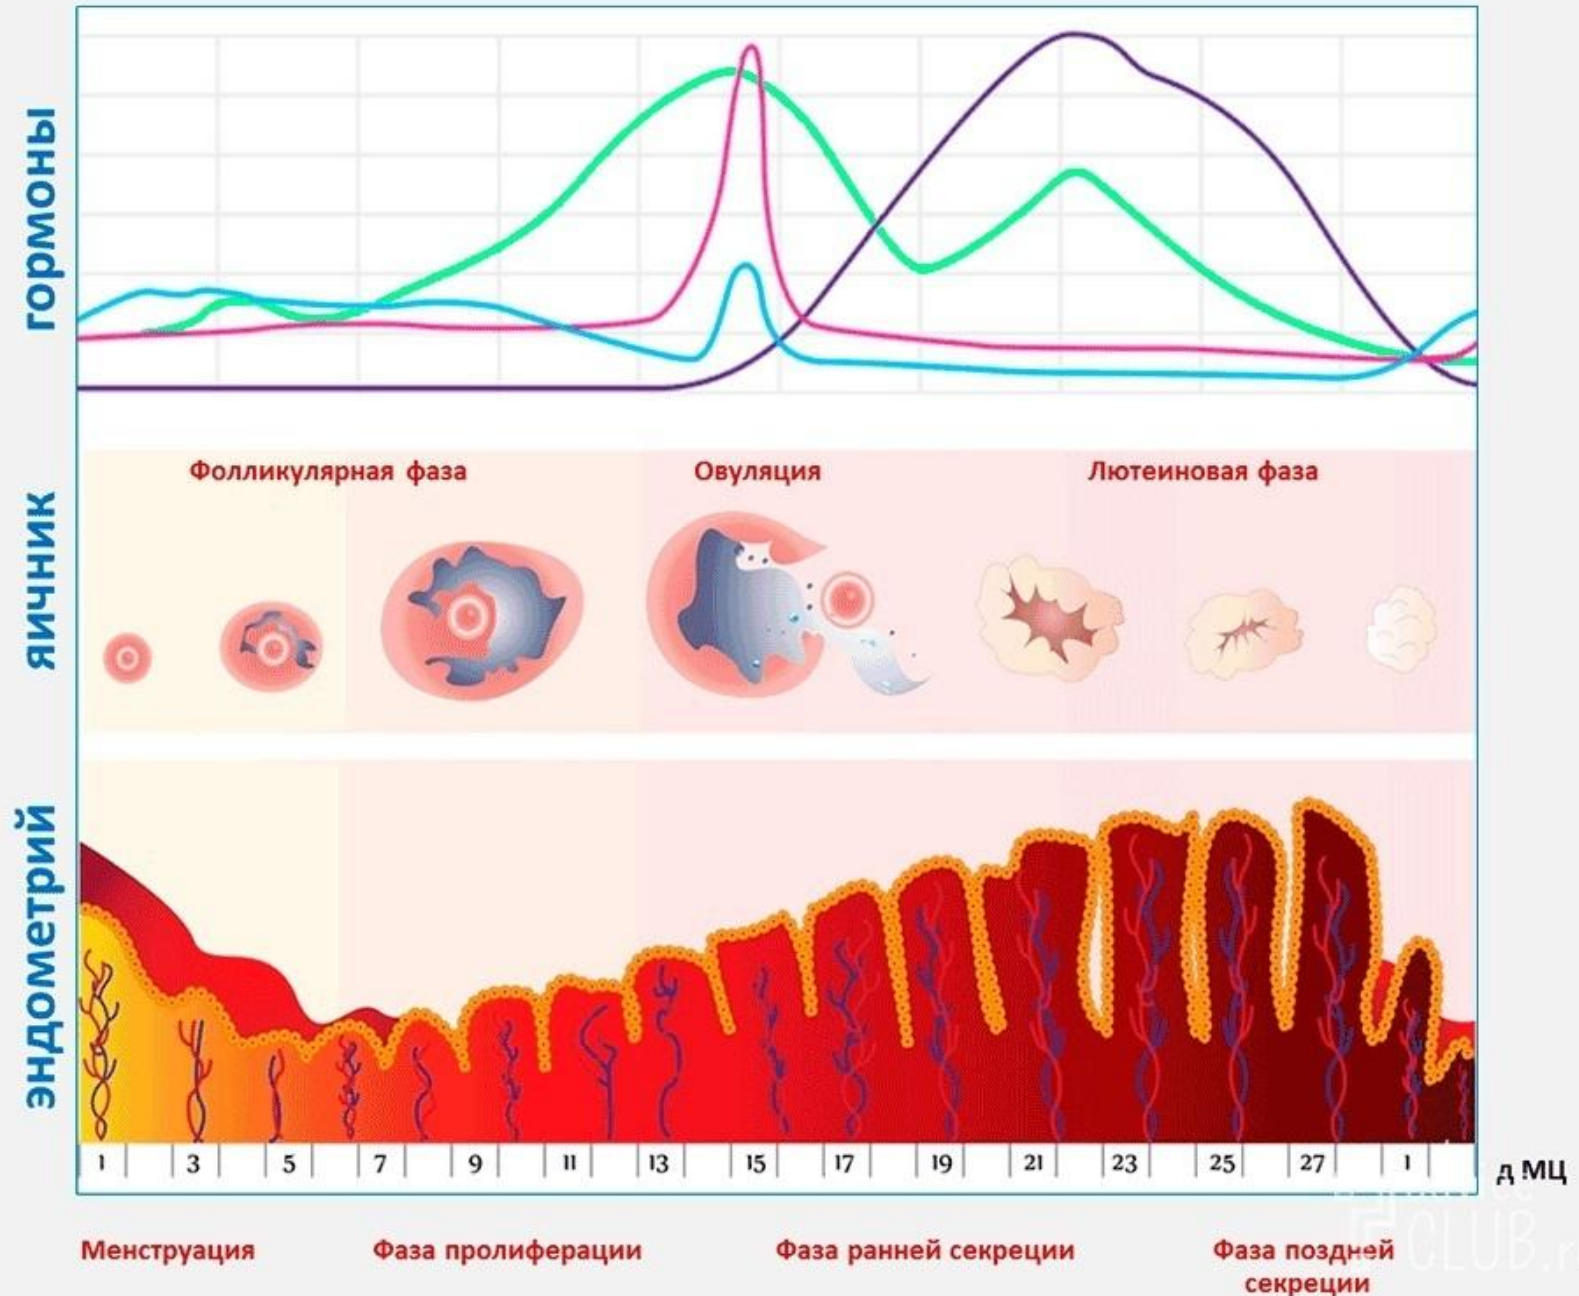 гормоны
Фолликулярная фаза Овуляция Лютеиновая фаза
яичник
эндометрий
1 3 5 7 9 11 13 15 17 19 21 23 25 27 1 д МЦ
Менструация Фаза пролиферации Фаза ранней секреции Фаза поздней
секреции
CLUB.r